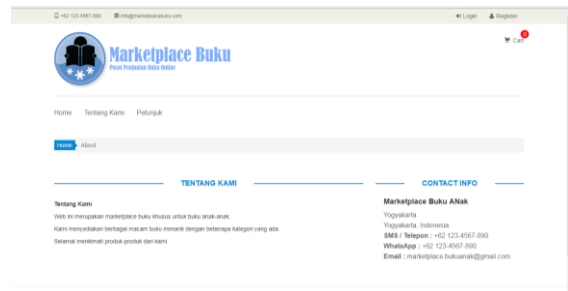 +62 123-4567-890 info@marketplacebuku.com Login Register
Marketplace Buku
Pusat Penjualan Buku Online
0
Cart
Home Tentang Kami Petunjuk
Home About
TENTANG KAMI
Tentang Kami
Web ini merupakan marketplace buku khusus untuk buku anak-anak.
Kami menyediakan berbagai macam buku menarik dengan beberapa kategori yang ada.
Selamat menikmati produk-produk dari kami.
CONTACT INFO
Marketplace Buku ANak
Yogyakarta
Yogyakarta, Indonesia
SMS / Telepon : +62 123-4567-890
WhatsApp : +62 123-4567-890
Email : marketplace.bukuanak@gmail.com